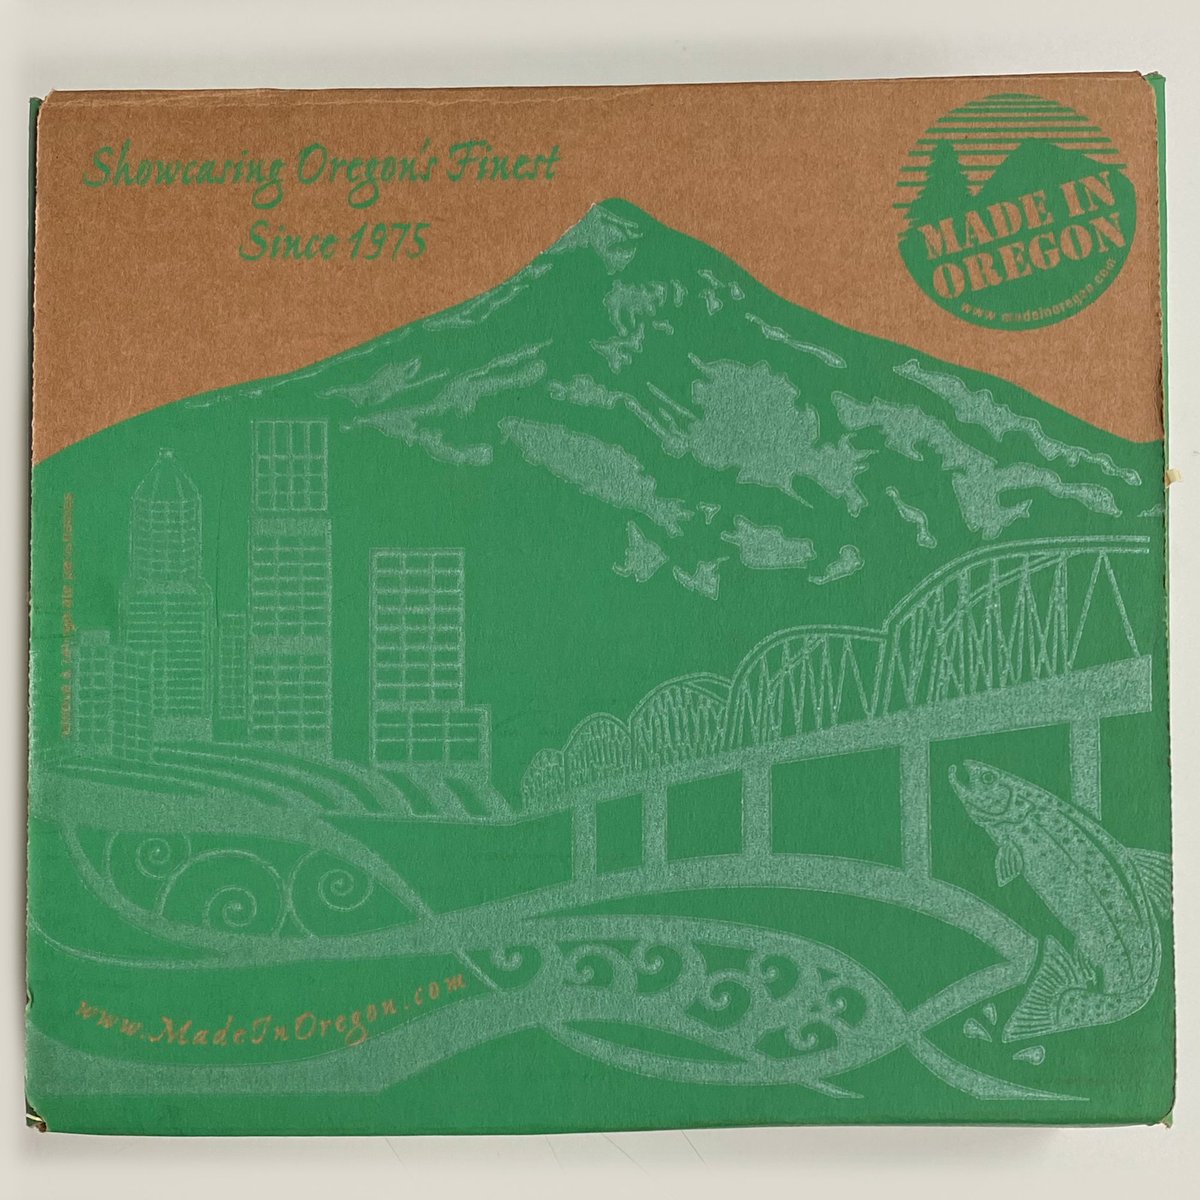 Showcasing Oregon's Finest
Since 1975
MADE IN
OREGON
www.madeinoregon.com
www.MadeInOregon.com